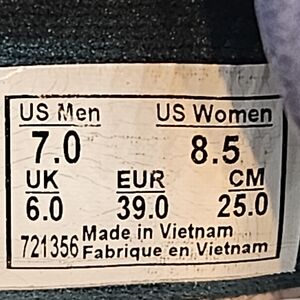 US Men US Women
7.0 8.5
UK EUR CM
6.0 39.0 25.0
721356 Made in Vietnam
Fabrique en Vietnam